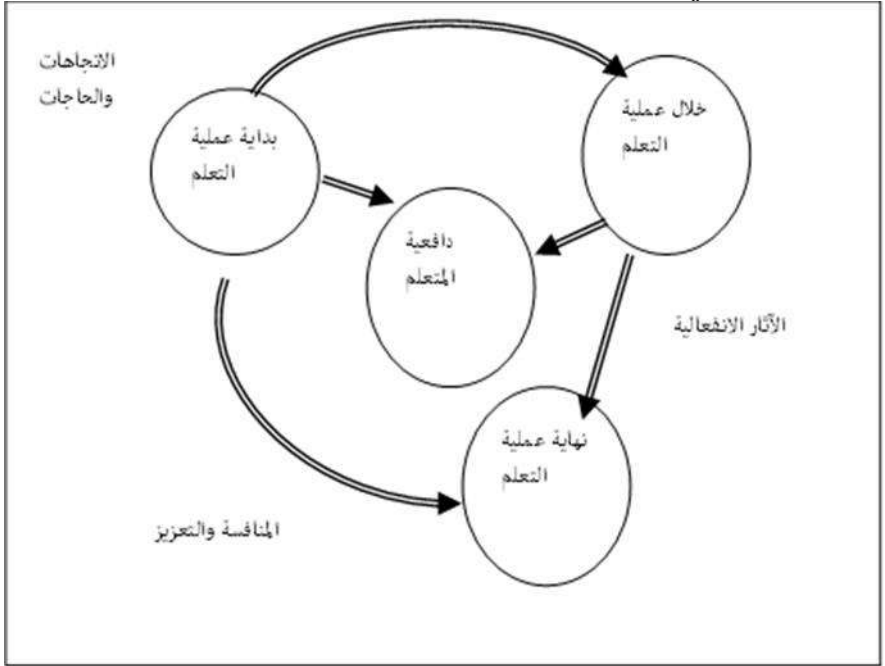 الاتجاهات
والحاجات
خلال عملية
التعلم
بداية عملية
التعلم
دافعية
المتعلم
الآثار الانفعالية
نهاية عملية
التعلم
المنافسة والتعزيز